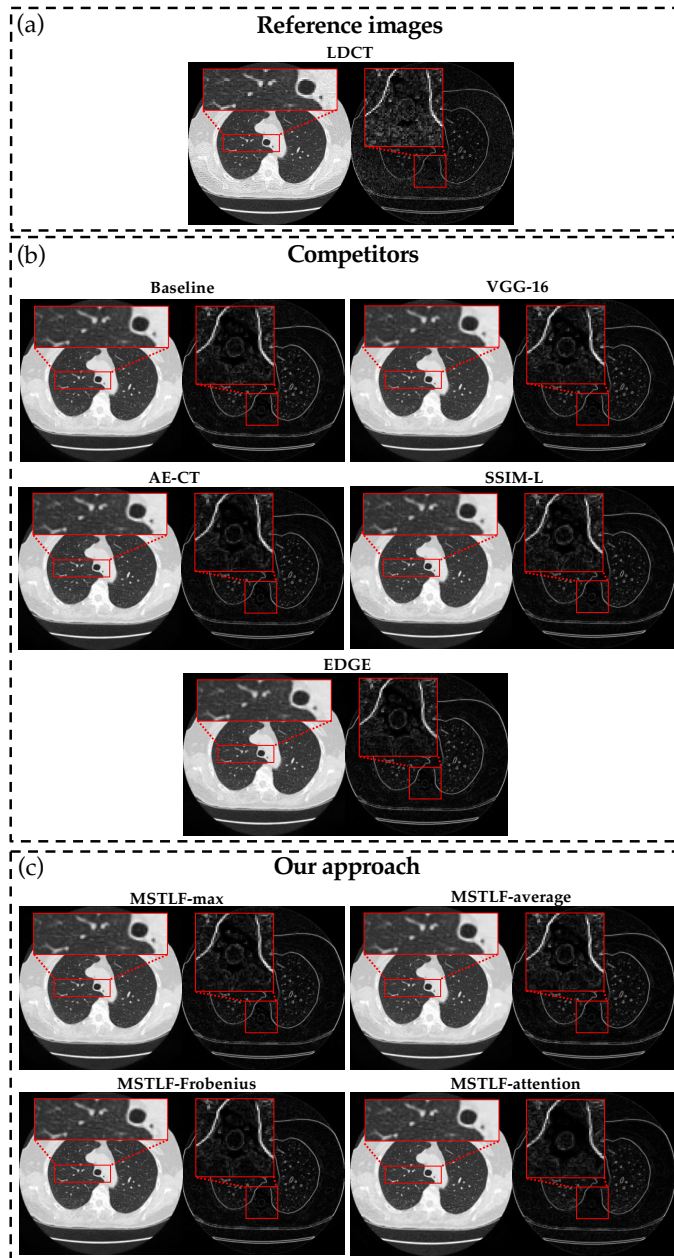 (a)
Reference images
LDCT
(b)
Competitors
Baseline
VGG-16
AE-CT
SSIM-L
EDGE
(c)
Our approach
MSTLF-max
MSTLF-average
MSTLF-Frobenius
MSTLF-attention